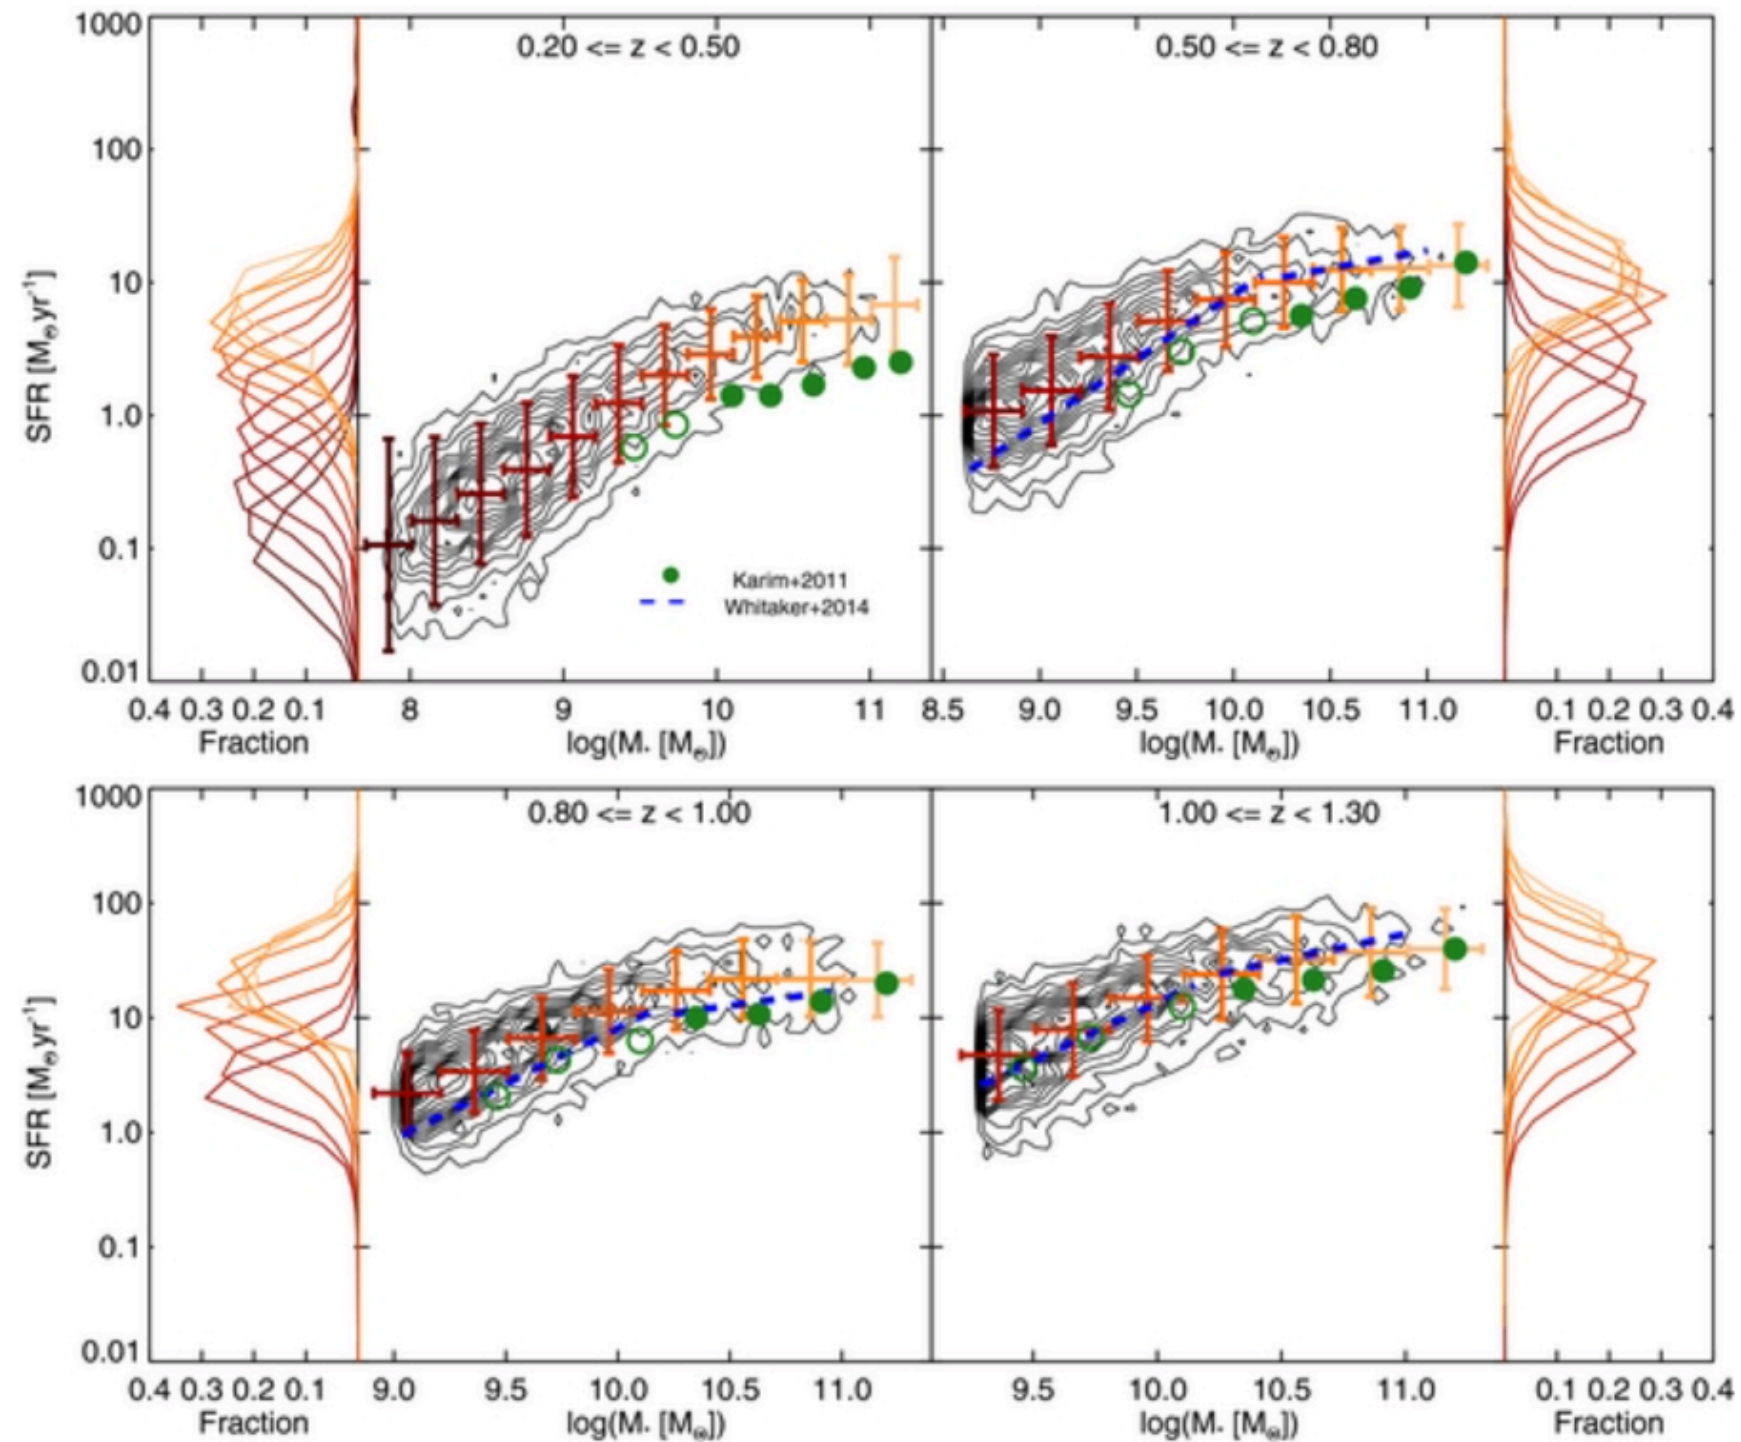 0.20 <= z < 0.50
0.50 <= z < 0.80
1000
100
10
1.0
0.1
0.01
SFR [M⊙yr⁻¹]
Karim+2011
Whitaker+2014
0.4 0.3 0.2 0.1
8 9 10 11
8.5 9.0 9.5 10.0 10.5 11.0
0.1 0.2 0.3 0.4
Fraction
log(M* [M⊙])
log(M* [M⊙])
Fraction
0.80 <= z < 1.00
1.00 <= z < 1.30
1000
100
10
1.0
0.1
0.01
SFR [M⊙yr⁻¹]
0.4 0.3 0.2 0.1
9.0 9.5 10.0 10.5 11.0
9.5 10.0 10.5 11.0
0.1 0.2 0.3 0.4
Fraction
log(M* [M⊙])
log(M* [M⊙])
Fraction